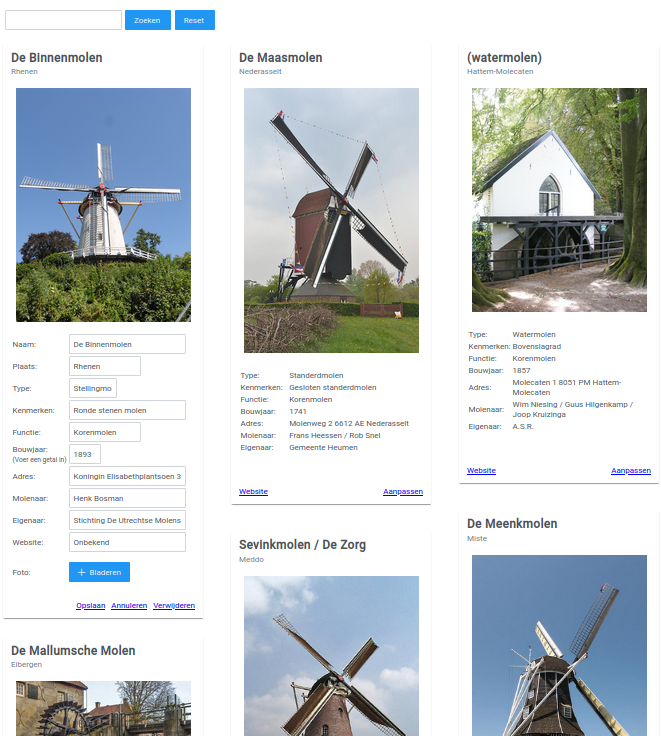 Zoeken Reset
De Binnenmolen
Rhenen
Naam: De Binnenmolen
Plaats: Rhenen
Type: Stellingmo
Kenmerken: Ronde stenen molen
Functie: Korenmolen
Bouwjaar:
(Voer een getal in) 1893
Adres: Koningin Elisabethplantsoen 3
Molenaar: Henk Bosman
Eigenaar: Stichting De Utrechtse Molens
Website: Onbekend
Foto: + Bladeren
Opslaan Annuleren Verwijderen
De Mallumsche Molen
Eibergen
De Maasmolen
Nederasselt
Type: Standerdmolen
Kenmerken: Gesloten standerdmolen
Functie: Korenmolen
Bouwjaar: 1741
Adres: Molenweg 2 6612 AE Nederasselt
Molenaar: Frans Heessen / Rob Snel
Eigenaar: Gemeente Heumen
Website Aanpassen
Sevinkmolen / De Zorg
Meddo
(watermolen)
Hattem-Molecaten
Type: Watermolen
Kenmerken: Bovenslagrad
Functie: Korenmolen
Bouwjaar: 1857
Adres: Molecaten 1 8051 PM Hattem-
Molecaten
Molenaar: Wim Niesing / Guus Hilgenkamp /
Joop Kruizinga
Eigenaar: A.S.R.
Website Aanpassen
De Meenkmolen
Miste